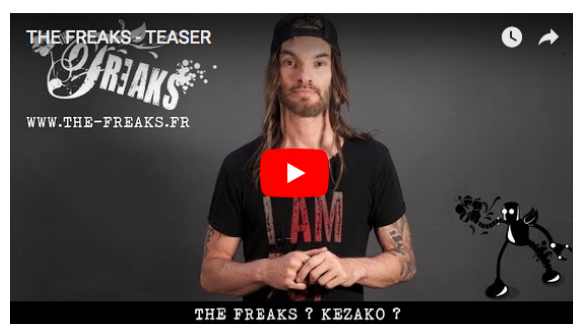 THE FREAKS - TEASER
FREAKS
WWW.THE-FREAKS.FR
I AM
THE FREAKS ? KEZAKO ?